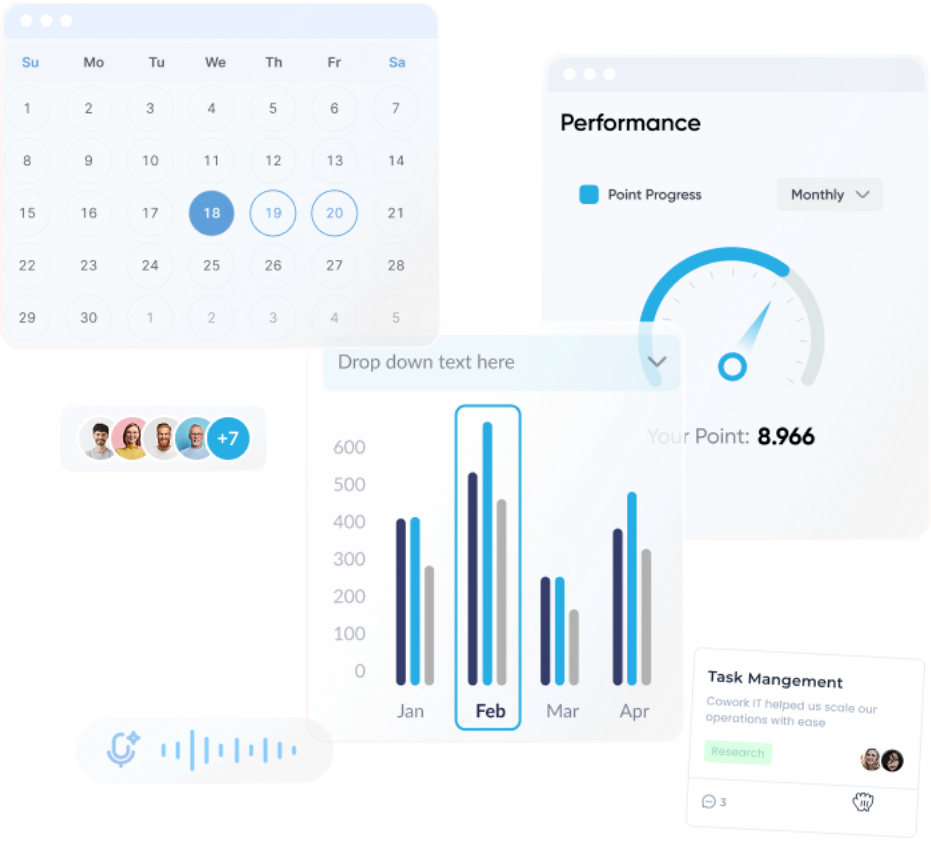 Su Mo Tu We Th Fr Sa
1 2 3 4 5 6 7
8 9 10 11 12 13 14
15 16 17 18 19 20 21
22 23 24 25 26 27 28
29 30 1 2 3 4 5
Performance
Point Progress
Monthly
Your Point: 8.966
Drop down text here
600
500
400
300
200
100
0
Jan Feb Mar Apr
+7
Task Mangement
Cowork IT helped us scale our
operations with ease
Research
3